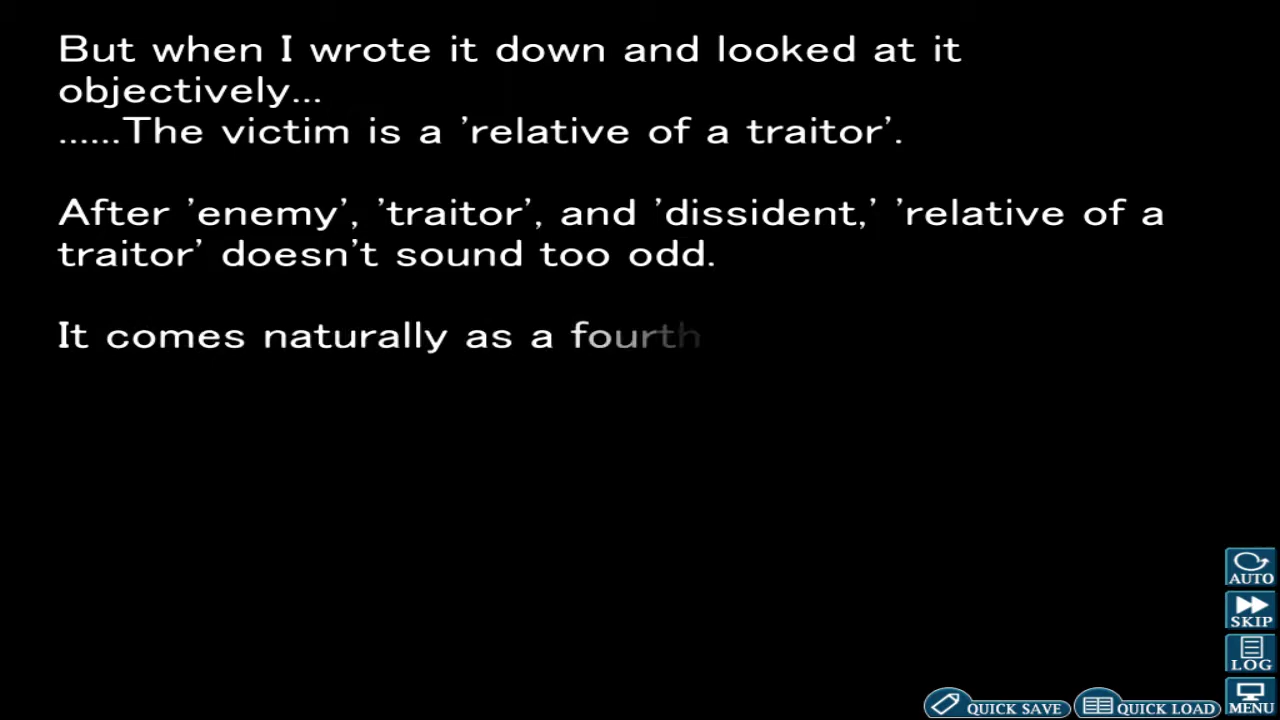 But when I wrote it down and looked at it
objectively...
......The victim is a 'relative of a traitor'.
After 'enemy', 'traitor', and 'dissident,' 'relative of a
traitor' doesn't sound too odd.
It comes naturally as a fourth
AUTO
SKIP
LOG
QUICK SAVE
QUICK LOAD
MENU